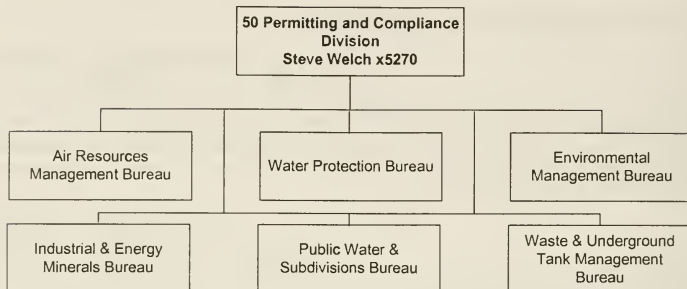 50 Permitting and Compliance
Division
Steve Welch x5270
Air Resources
Management Bureau
Water Protection Bureau
Environmental
Management Bureau
Industrial & Energy
Minerals Bureau
Public Water &
Subdivisions Bureau
Waste & Underground
Tank Management
Bureau